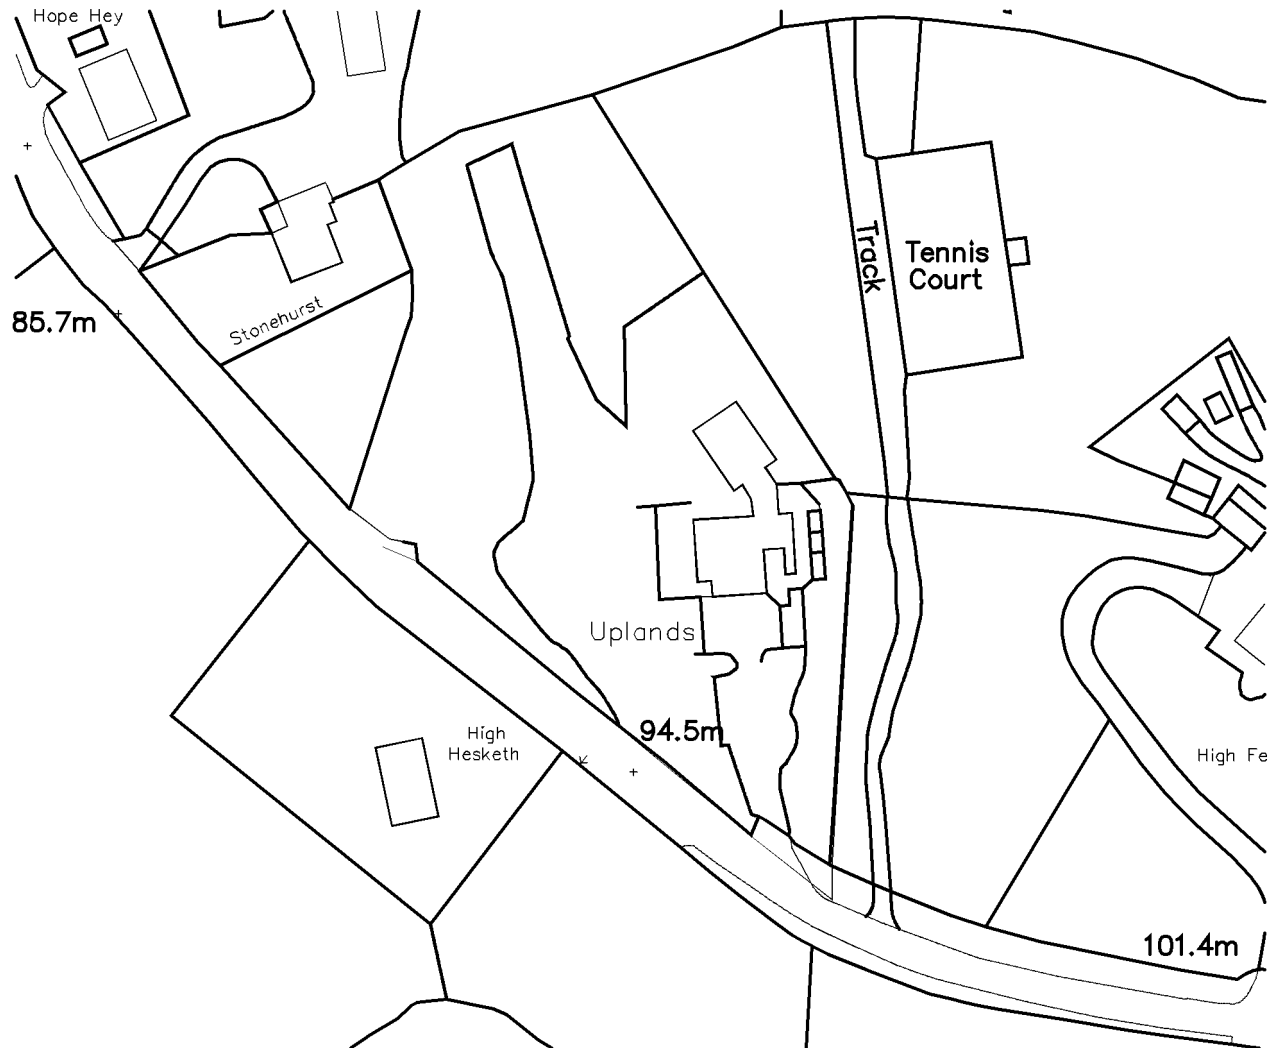 Hope Hey
Track
Tennis
Court
85.7m
Stonehurst
Uplands
94.5m
High
Hesketh
High Fe
101.4m